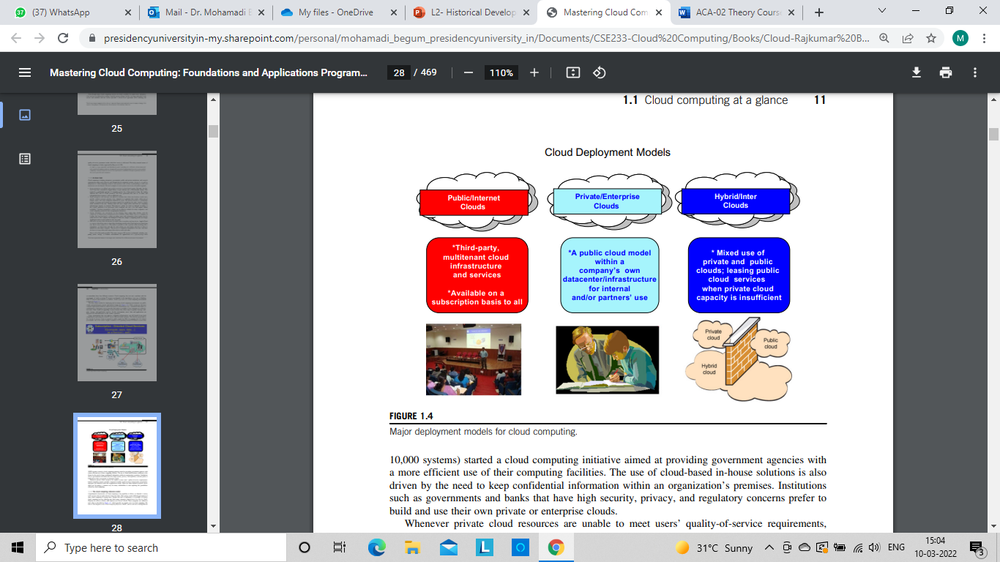 (37) WhatsApp
Mail - Dr. Mohamadi B
My files - OneDrive
L2- Historical Develop
Mastering Cloud Com
ACA-02 Theory Cours
presidencyuniversityin-my.sharepoint.com/personal/mohamadi_begum_presidencyuniversity_in/Documents/CSE233-Cloud%20Computing/Books/Cloud-Rajkumar%20B...
M
Mastering Cloud Computing: Foundations and Applications Program...
28 / 469
110%
25
26
27
28
1.1 Cloud computing at a glance 11
Cloud Deployment Models
Public/Internet
Clouds
Private/Enterprise
Clouds
Hybrid/Inter
Clouds
*Third-party,
multitenant cloud
infrastructure
and services
*Available on a
subscription basis to all
*A public cloud model
within a
company's own
datacenter/infrastructure
for internal
and/or partners' use
* Mixed use of
private and public
clouds; leasing public
cloud services
when private cloud
capacity is insufficient
Private
cloud
Public
cloud
Hybrid
cloud
FIGURE 1.4
Major deployment models for cloud computing.
10,000 systems) started a cloud computing initiative aimed at providing government agencies with
a more efficient use of their computing facilities. The use of cloud-based in-house solutions is also
driven by the need to keep confidential information within an organization's premises. Institutions
such as governments and banks that have high security, privacy, and regulatory concerns prefer to
build and use their own private or enterprise clouds.
Whenever private cloud resources are unable to meet users' quality-of-service requirements,
Type here to search
L
31°C Sunny
ENG
15:04
10-03-2022
3